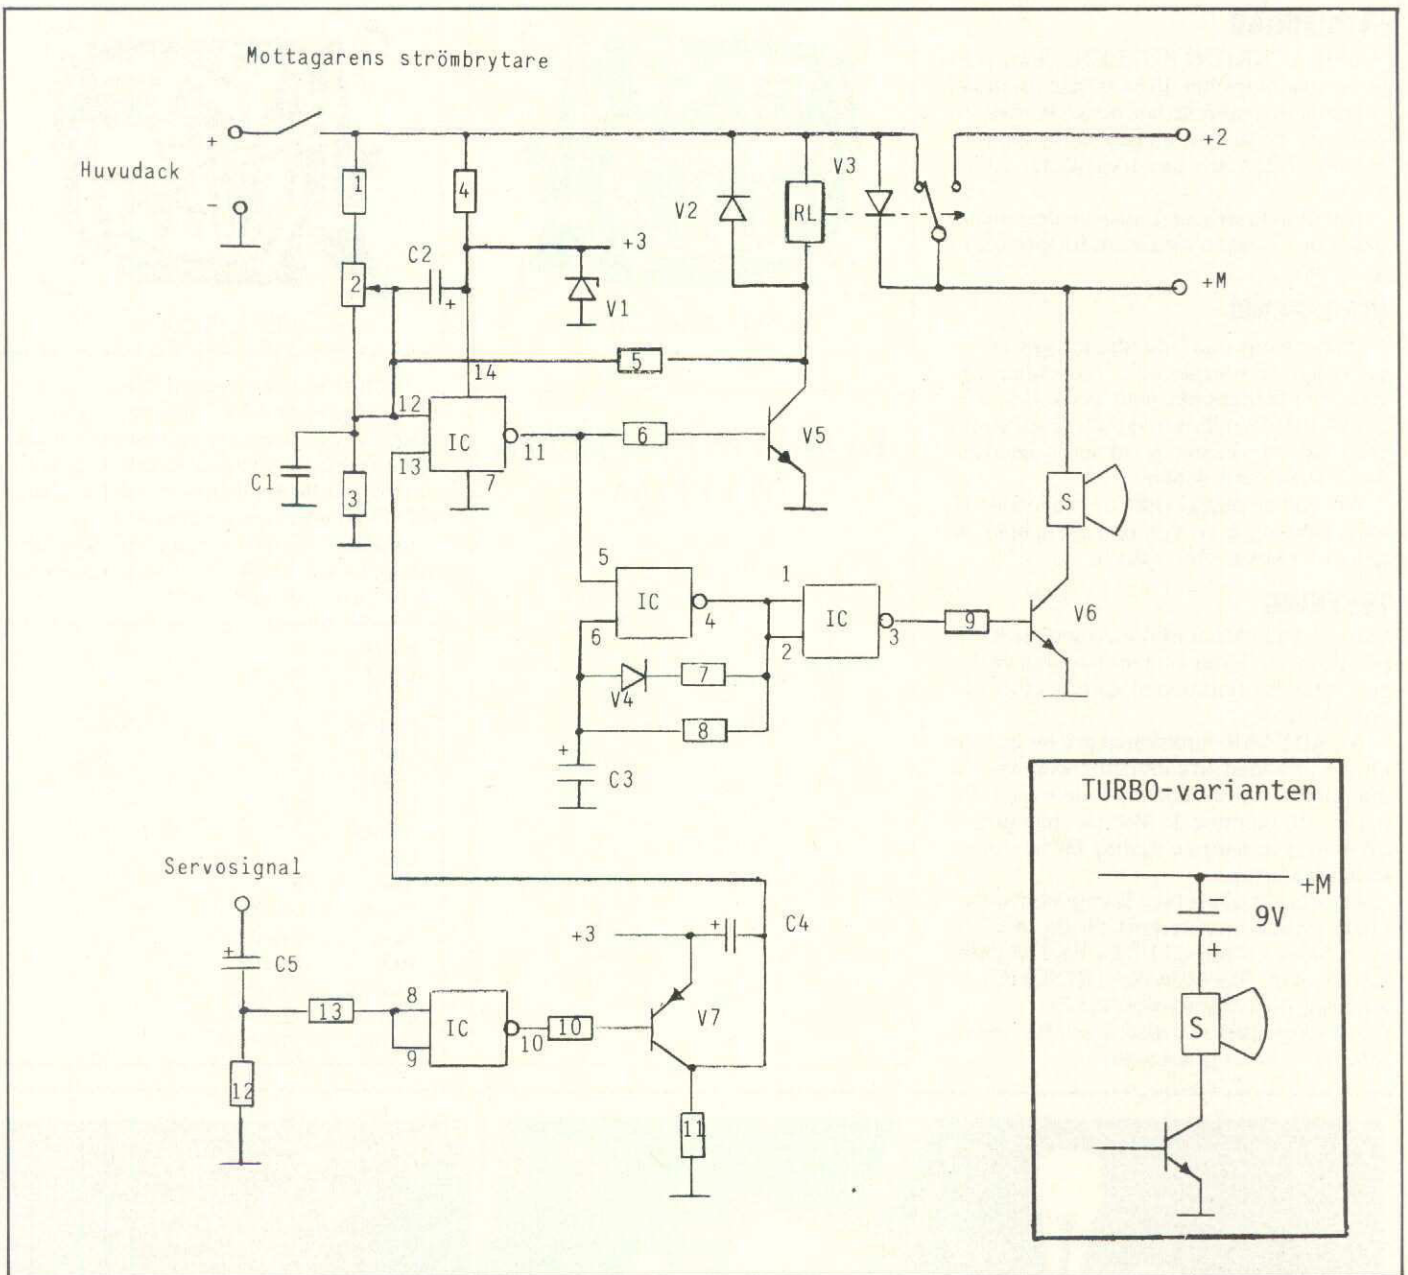 Mottagarens strömbrytare
+
Huvudack
-
1
4
V2
RL
V3
+2
C2
+
+3
2
V1
+M
5
14
12
13
IC
11
7
6
V5
C1
3
S
5
6
IC
4
1
2
IC
3
9
V6
V4
7
8
+
C3
TURBO-varianten
+M
-
9V
+
S
Servosignal
+
C5
+3
+
C4
13
8
9
IC
10
10
V7
12
11